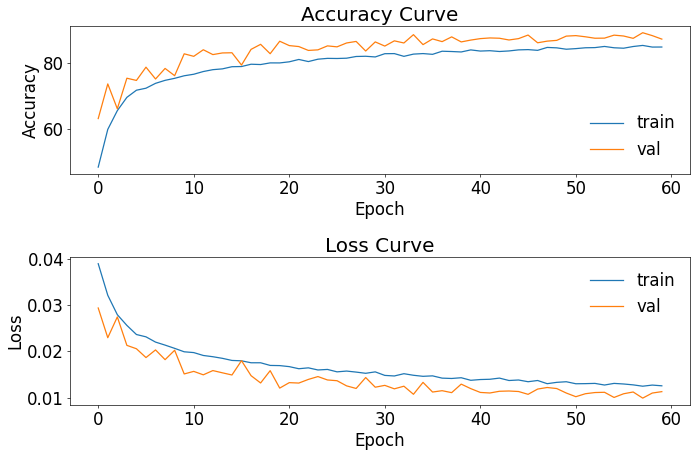 Accuracy Curve
80
60
Accuracy
train
val
0 10 20 30 40 50 60
Epoch
Loss Curve
0.04
0.03
0.02
0.01
Loss
train
val
0 10 20 30 40 50 60
Epoch